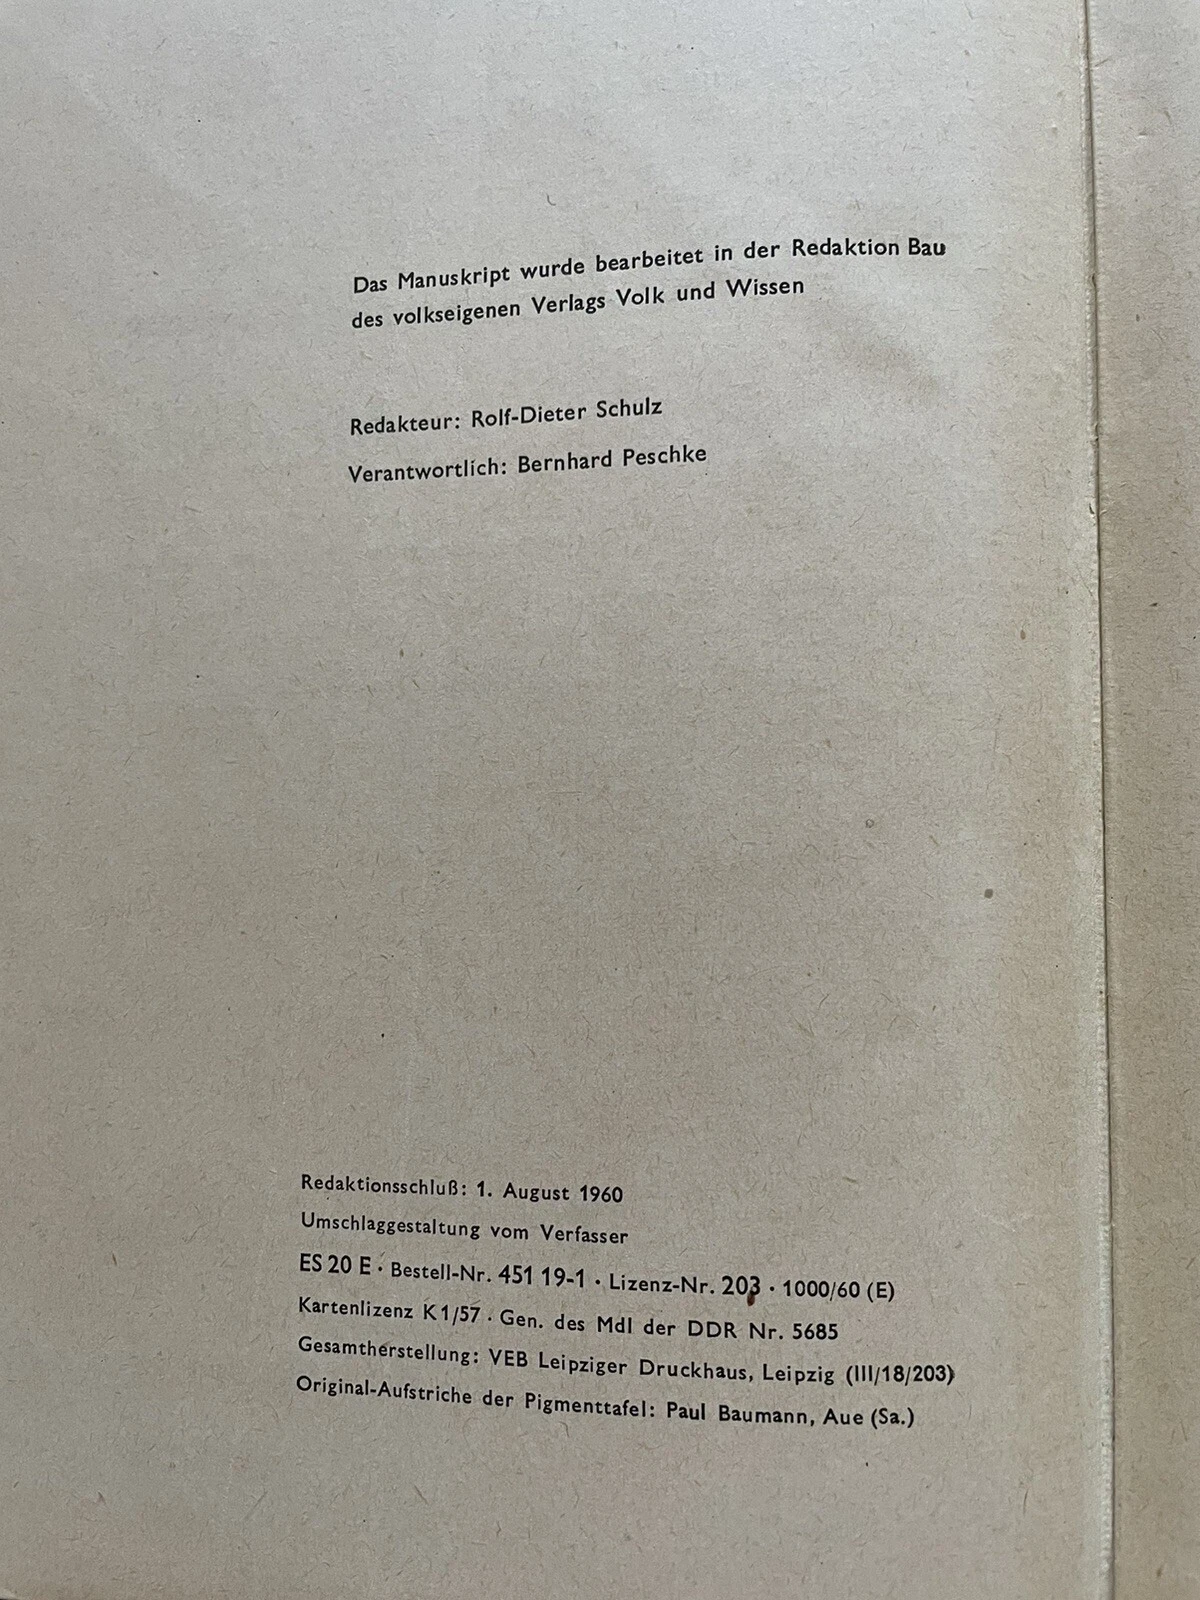 Das Manuskript wurde bearbeitet in der Redaktion Bau
des volkseigenen Verlags Volk und Wissen
Redakteur: Rolf-Dieter Schulz
Verantwortlich: Bernhard Peschke
Redaktionsschluß: 1. August 1960
Umschlaggestaltung vom Verfasser
ES 20 E · Bestell-Nr. 451 19-1 · Lizenz-Nr. 203 · 1000/60 (E)
Kartenlizenz K 1/57 · Gen. des MdI der DDR Nr. 5685
Gesamtherstellung: VEB Leipziger Druckhaus, Leipzig (III/18/203)
Original-Aufstriche der Pigmenttafel: Paul Baumann, Aue (Sa.)